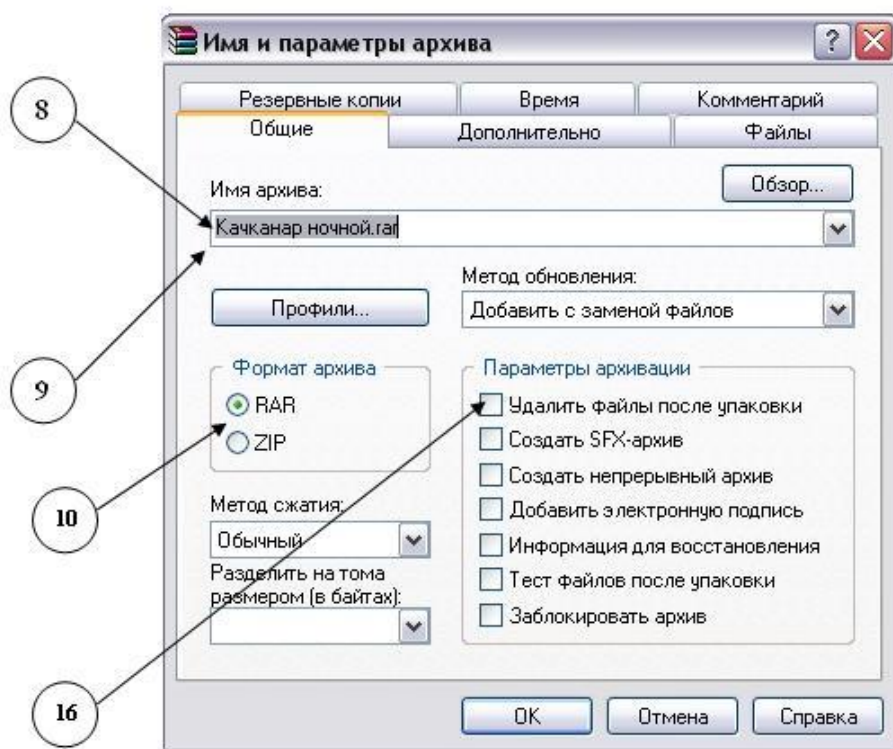 Имя и параметры архива
Резервные копии Время Комментарий
Общие Дополнительно Файлы
8
Имя архива:
Обзор...
Качканар ночной.rar
Метод обновления:
Профили...
Добавить с заменой файлов
9
Формат архива
RAR
ZIP
10
Метод сжатия:
Обычный
Разделить на тома
размером (в байтах):
Параметры архивации
Удалить файлы после упаковки
Создать SFX-архив
Создать непрерывный архив
Добавить электронную подпись
Информация для восстановления
Тест файлов после упаковки
Заблокировать архив
16
OK Отмена Справка